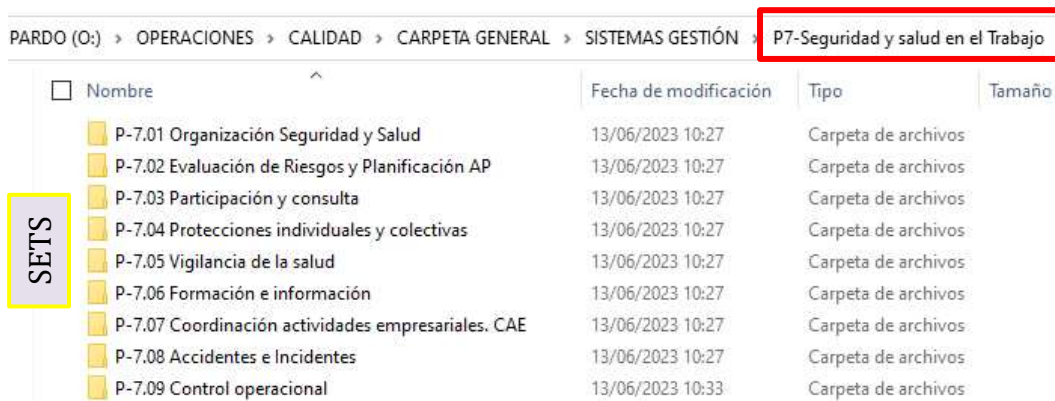 PARDO (O:) > OPERACIONES > CALIDAD > CARPETA GENERAL > SISTEMAS GESTIÓN > P7-Seguridad y salud en el Trabajo
Nombre Fecha de modificación Tipo Tamaño
P-7.01 Organización Seguridad y Salud 13/06/2023 10:27 Carpeta de archivos
P-7.02 Evaluación de Riesgos y Planificación AP 13/06/2023 10:27 Carpeta de archivos
P-7.03 Participación y consulta 13/06/2023 10:27 Carpeta de archivos
P-7.04 Protecciones individuales y colectivas 13/06/2023 10:27 Carpeta de archivos
P-7.05 Vigilancia de la salud 13/06/2023 10:27 Carpeta de archivos
P-7.06 Formación e información 13/06/2023 10:27 Carpeta de archivos
P-7.07 Coordinación actividades empresariales. CAE 13/06/2023 10:27 Carpeta de archivos
P-7.08 Accidentes e Incidentes 13/06/2023 10:27 Carpeta de archivos
P-7.09 Control operacional 13/06/2023 10:33 Carpeta de archivos
SETS